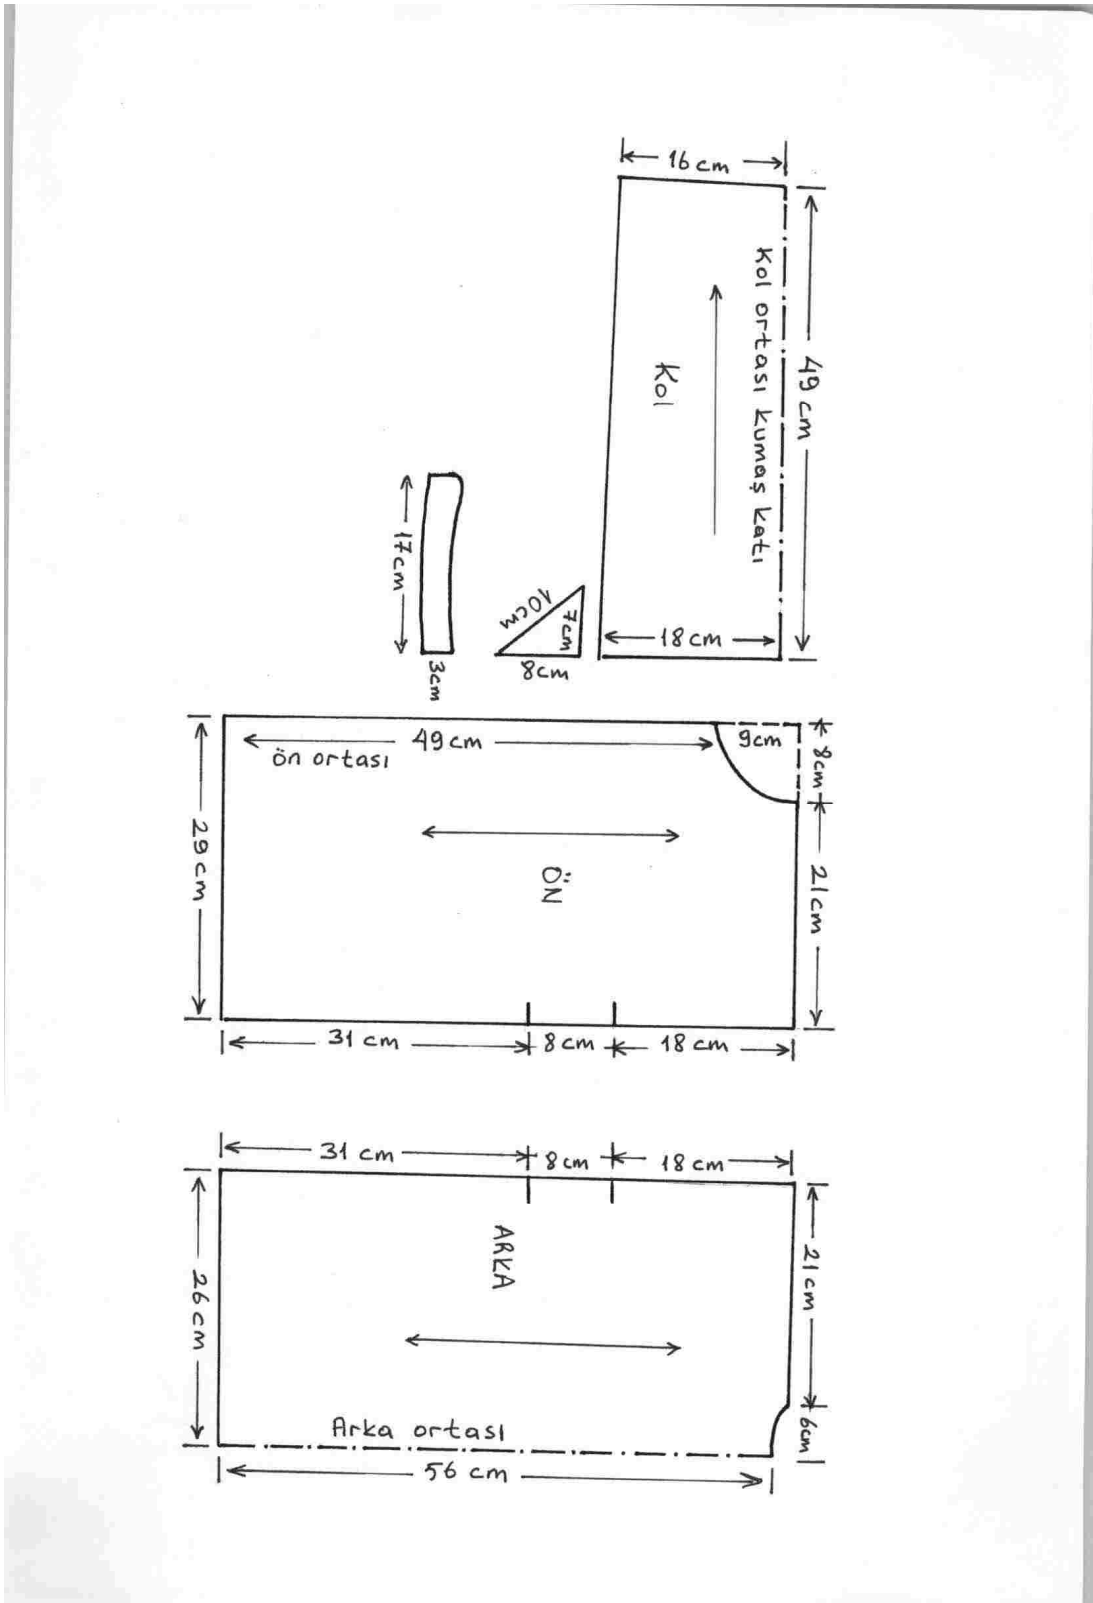 16 cm
Kol ortası kumaş katı
49 cm
Kol
18 cm
17 cm
3cm
10cm
7cm
8cm
49 cm
ön ortası
9cm
8cm
29 cm
ÖN
21 cm
31 cm
8 cm
18 cm
31 cm
8 cm
18 cm
ARKA
26 cm
21 cm
6cm
Arka ortası
56 cm